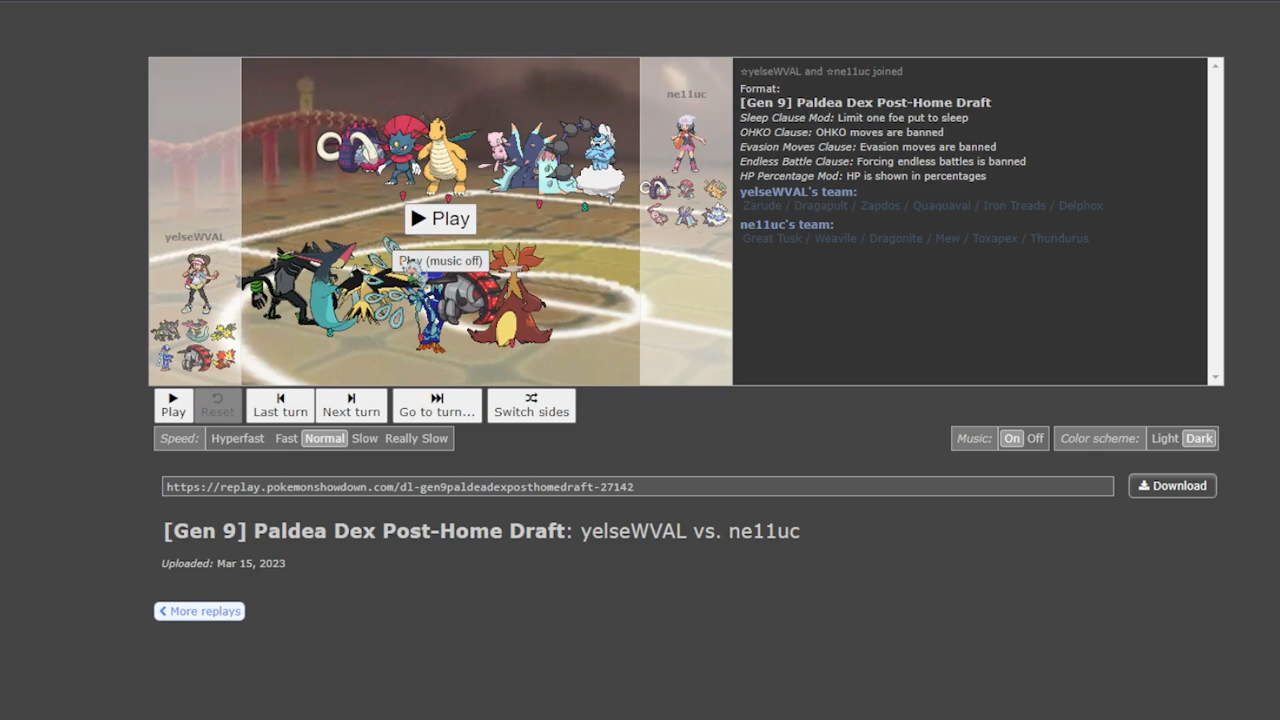 yelseWVAL
ne11uc
▶ Play
Play (music off)
☆yelseWVAL and ☆ne11uc joined
Format:
[Gen 9] Paldea Dex Post-Home Draft
Sleep Clause Mod: Limit one foe put to sleep
OHKO Clause: OHKO moves are banned
Evasion Moves Clause: Evasion moves are banned
Endless Battle Clause: Forcing endless battles is banned
HP Percentage Mod: HP is shown in percentages
yelseWVAL's team:
Zarude / Dragapult / Zapdos / Quaquaval / Iron Treads / Delphox
ne11uc's team:
Great Tusk / Weavile / Dragonite / Mew / Toxapex / Thundurus
Play Reset Last turn Next turn Go to turn... Switch sides
Speed: Hyperfast Fast Normal Slow Really Slow Music: On Off Color scheme: Light Dark
https://replay.pokemonshowdown.com/dl-gen9paldeadexposthomedraft-27142 Download
[Gen 9] Paldea Dex Post-Home Draft: yelseWVAL vs. ne11uc
Uploaded: Mar 15, 2023
More replays